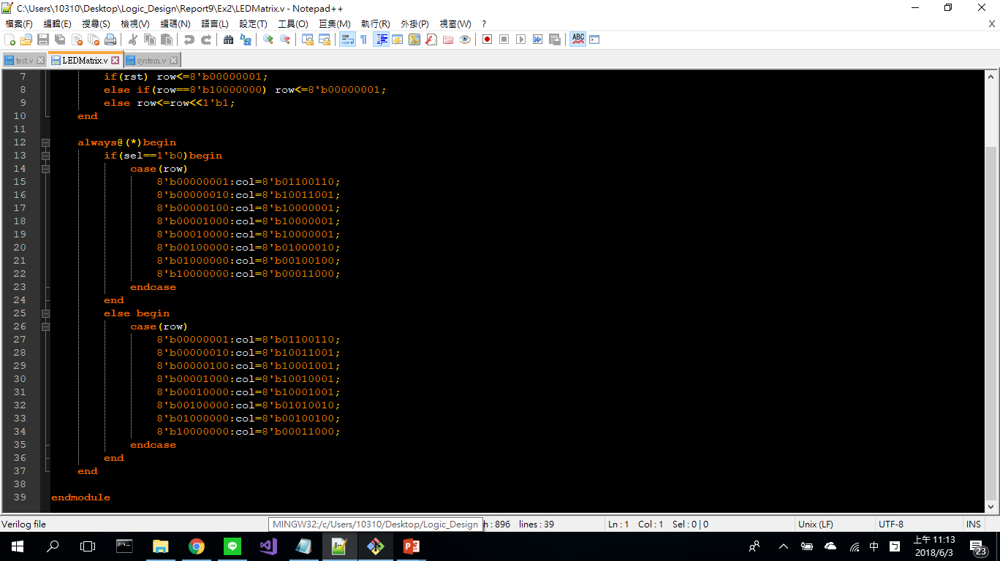 C:\Users\10310\Desktop\Logic_Design\Report9\Ex2\LEDMatrix.v - Notepad++
檔案(F) 編輯(E) 搜尋(S) 檢視(V) 編碼(N) 語言(L) 設定(T) 工具(O) 巨集(M) 執行(R) 外掛(P) 視窗(W) ? X
test.v LEDMatrix.v system.v
7 if(rst) row<=8'b00000001;
8 else if(row==8'b10000000) row<=8'b00000001;
9 else row<=row<<1'b1;
10 end
11
12 always@(*)begin
13 if(sel==1'b0)begin
14 case(row)
15 8'b00000001:col=8'b01100110;
16 8'b00000010:col=8'b10011001;
17 8'b00000100:col=8'b10000001;
18 8'b00001000:col=8'b10000001;
19 8'b00010000:col=8'b10000001;
20 8'b00100000:col=8'b01000010;
21 8'b01000000:col=8'b00100100;
22 8'b10000000:col=8'b00011000;
23 endcase
24 end
25 else begin
26 case(row)
27 8'b00000001:col=8'b01100110;
28 8'b00000010:col=8'b10011001;
29 8'b00000100:col=8'b10001001;
30 8'b00001000:col=8'b10010001;
31 8'b00010000:col=8'b10001001;
32 8'b00100000:col=8'b01010010;
33 8'b01000000:col=8'b00100100;
34 8'b10000000:col=8'b00011000;
35 endcase
36 end
37 end
38
39 endmodule
Verilog file MINGW32:/c/Users/10310/Desktop/Logic_Design h : 896 lines : 39 Ln : 1 Col : 1 Sel : 0 | 0 Unix (LF) UTF-8 INS
中 上午 11:13
2018/6/3 23